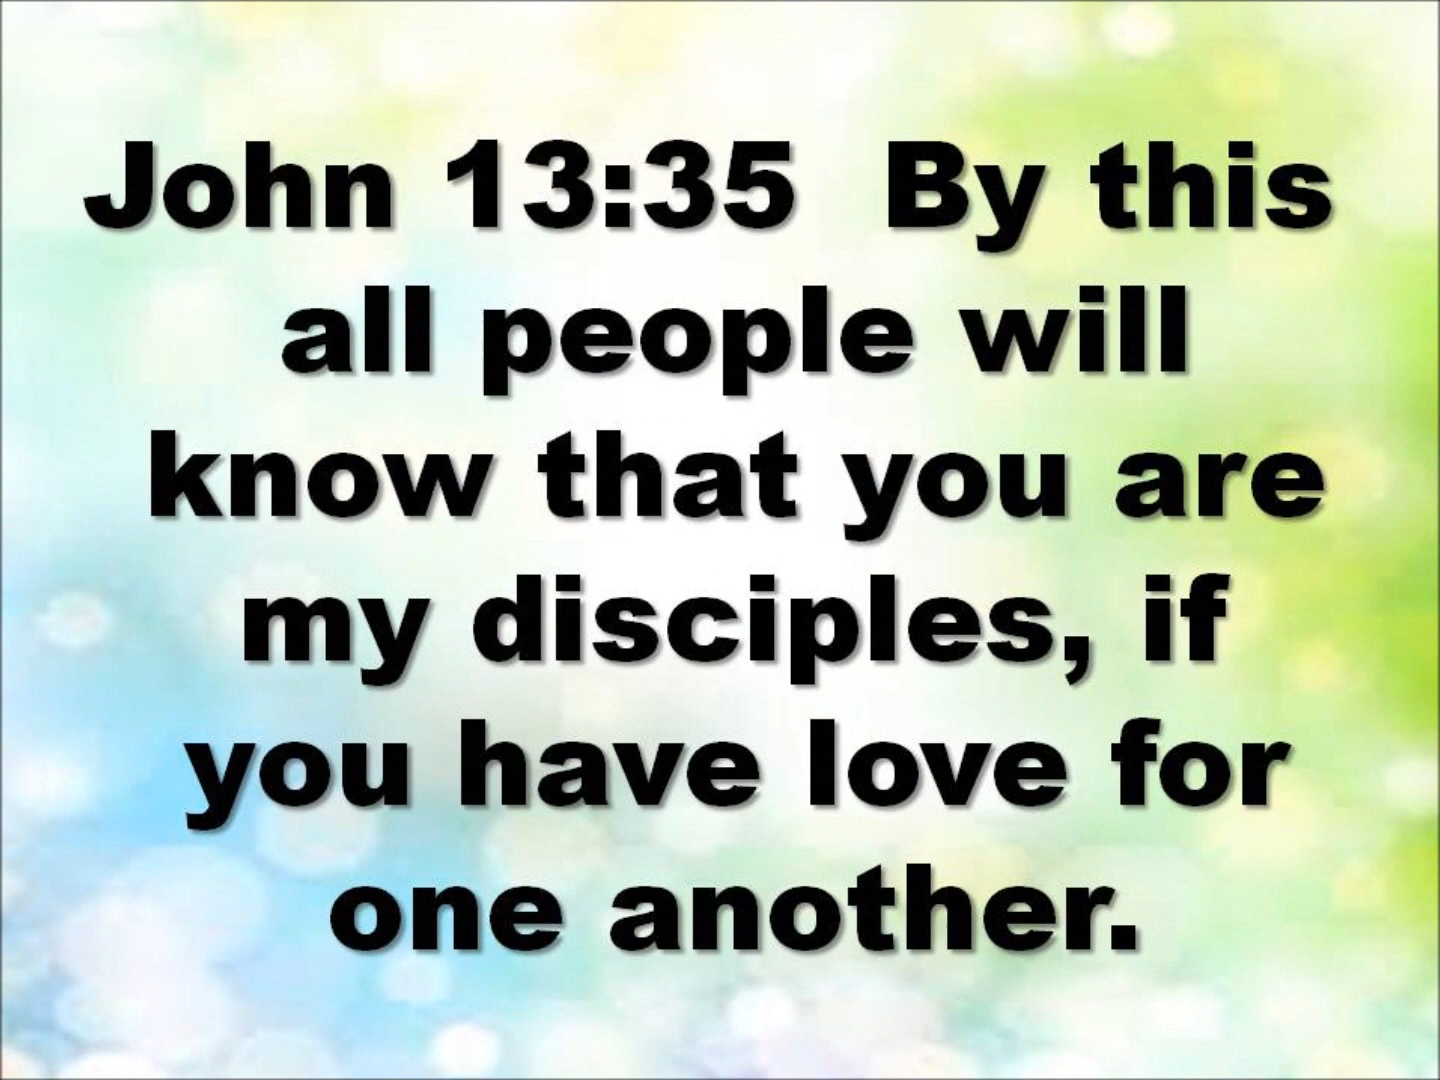 John 13:35  By this
all people will
know that you are
my disciples, if
you have love for
one another.